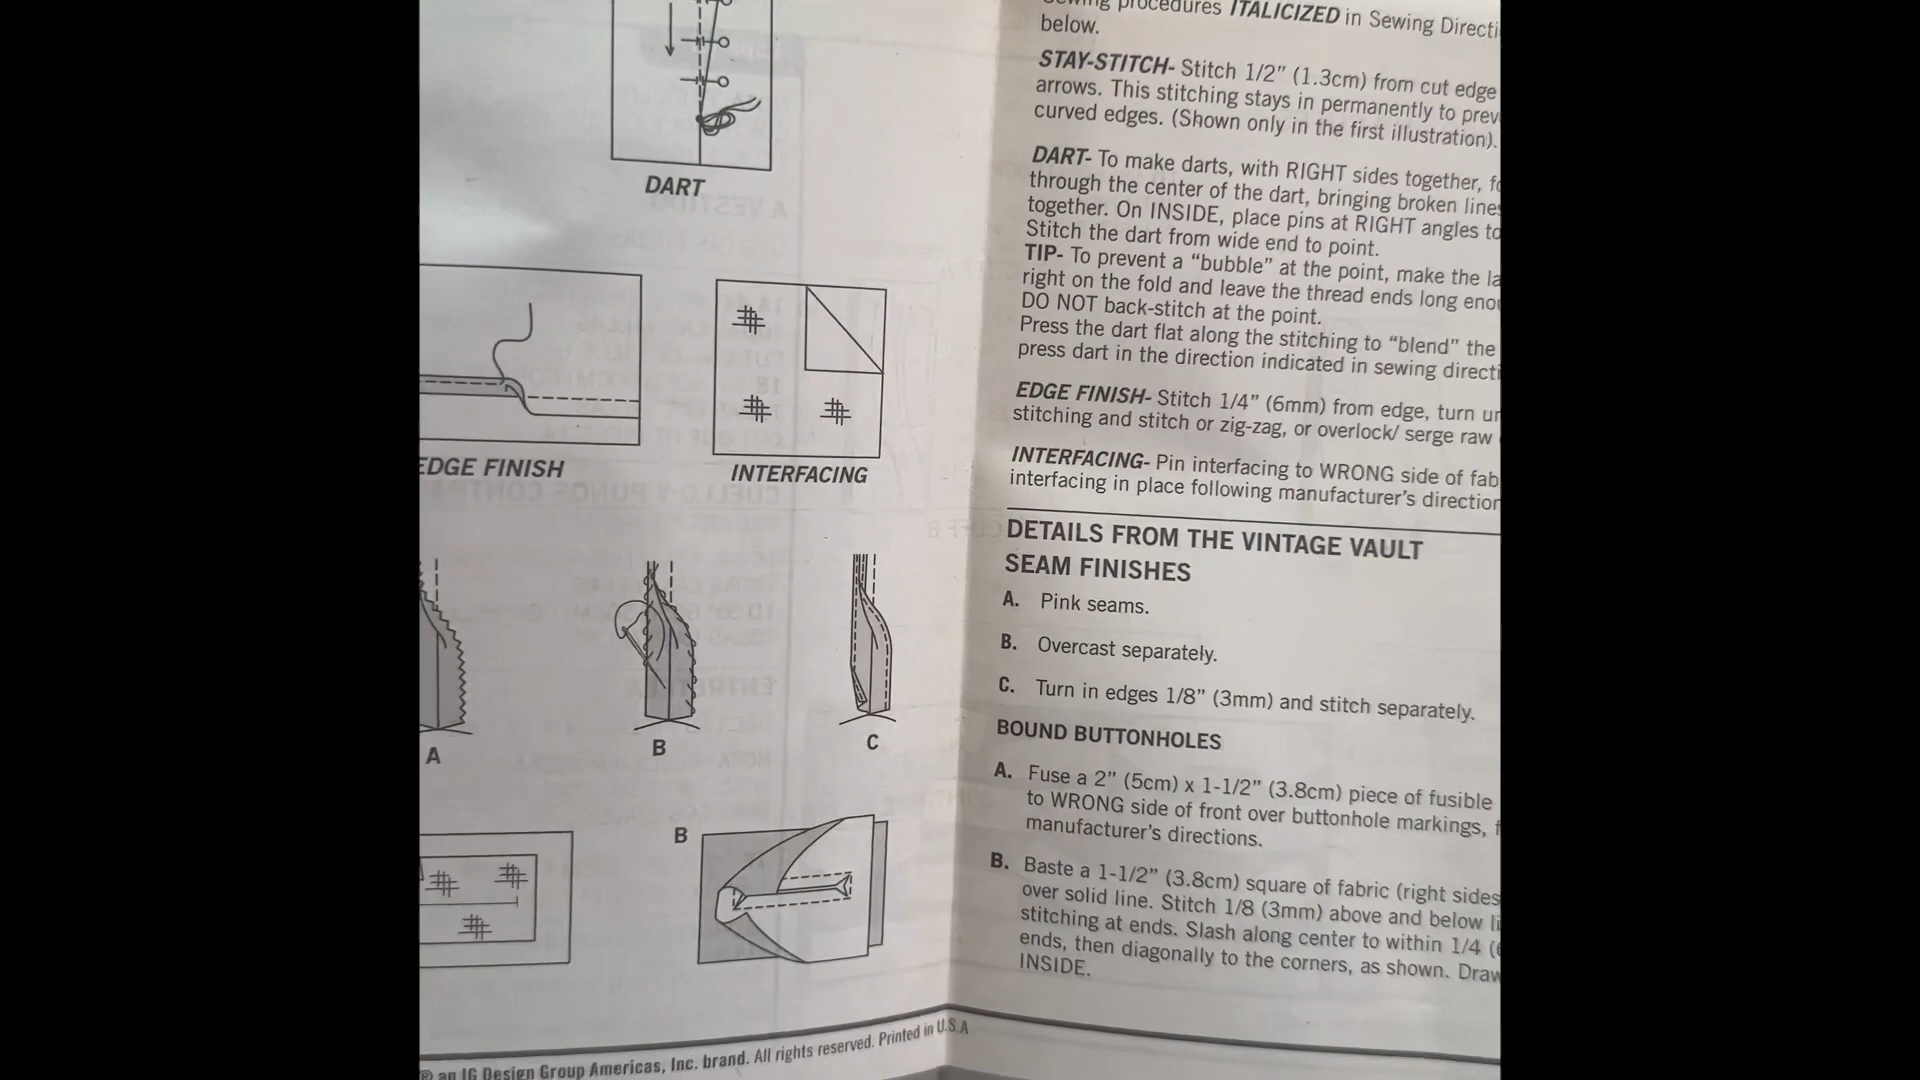 DART
EDGE FINISH
INTERFACING
A
B
C
B
an IG Design Group Americas, Inc. brand. All rights reserved. Printed in U.S.A
Sewing procedures ITALICIZED in Sewing
below.
STAY-STITCH- Stitch 1/2” (1.3cm) from cut edge
arrows. This stitching stays in permanently to
curved edges. (Shown only in the first illustration).
DART- To make darts, with RIGHT sides together,
through the center of the dart, bringing broken
together. On INSIDE, place pins at RIGHT angles
Stitch the dart from wide end to point.
TIP- To prevent a “bubble” at the point, make the
right on the fold and leave the thread ends long
DO NOT back-stitch at the point.
Press the dart flat along the stitching to “blend” the
press dart in the direction indicated in sewing
EDGE FINISH- Stitch 1/4” (6mm) from edge, turn
stitching and stitch or zig-zag, or overlock/ serge raw
INTERFACING- Pin interfacing to WRONG side of
interfacing in place following manufacturer’s
DETAILS FROM THE VINTAGE VAULT
SEAM FINISHES
A. Pink seams.
B. Overcast separately.
C. Turn in edges 1/8” (3mm) and stitch separately.
BOUND BUTTONHOLES
A. Fuse a 2” (5cm) x 1-1/2” (3.8cm) piece of fusible
to WRONG side of front over buttonhole markings,
manufacturer’s directions.
B. Baste a 1-1/2” (3.8cm) square of fabric (right sides
over solid line. Stitch 1/8 (3mm) above and below
stitching at ends. Slash along center to within 1/4
ends, then diagonally to the corners, as shown.
INSIDE.